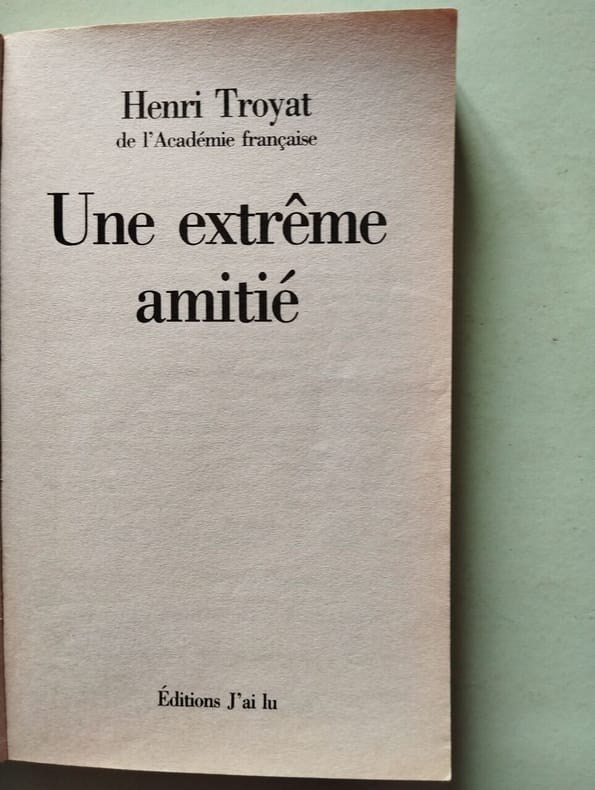 Henri Troyat
de l'Académie française
Une extrême
amitié
Éditions J'ai lu